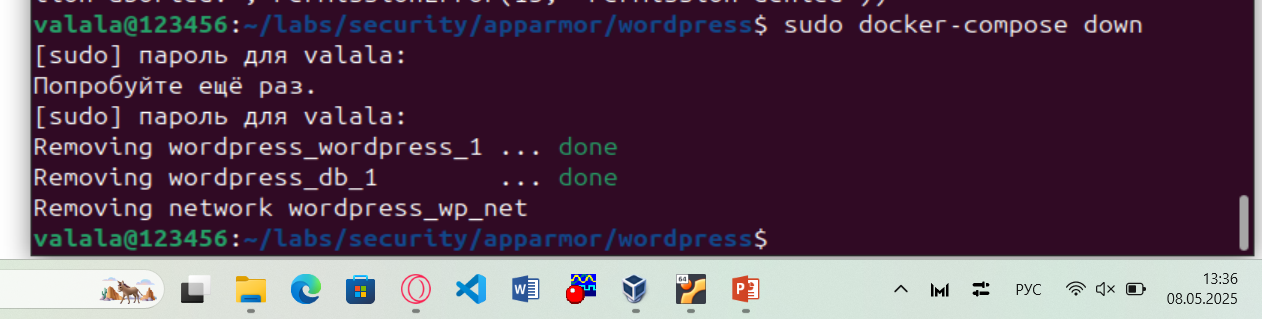 valala@123456:~/labs/security/apparmor/wordpress$ sudo docker-compose down
[sudo] пароль для valala:
Попробуйте ещё раз.
[sudo] пароль для valala:
Removing wordpress_wordpress_1 ... done
Removing wordpress_db_1        ... done
Removing network wordpress_wp_net
valala@123456:~/labs/security/apparmor/wordpress$
64
РУС
13:36
08.05.2025